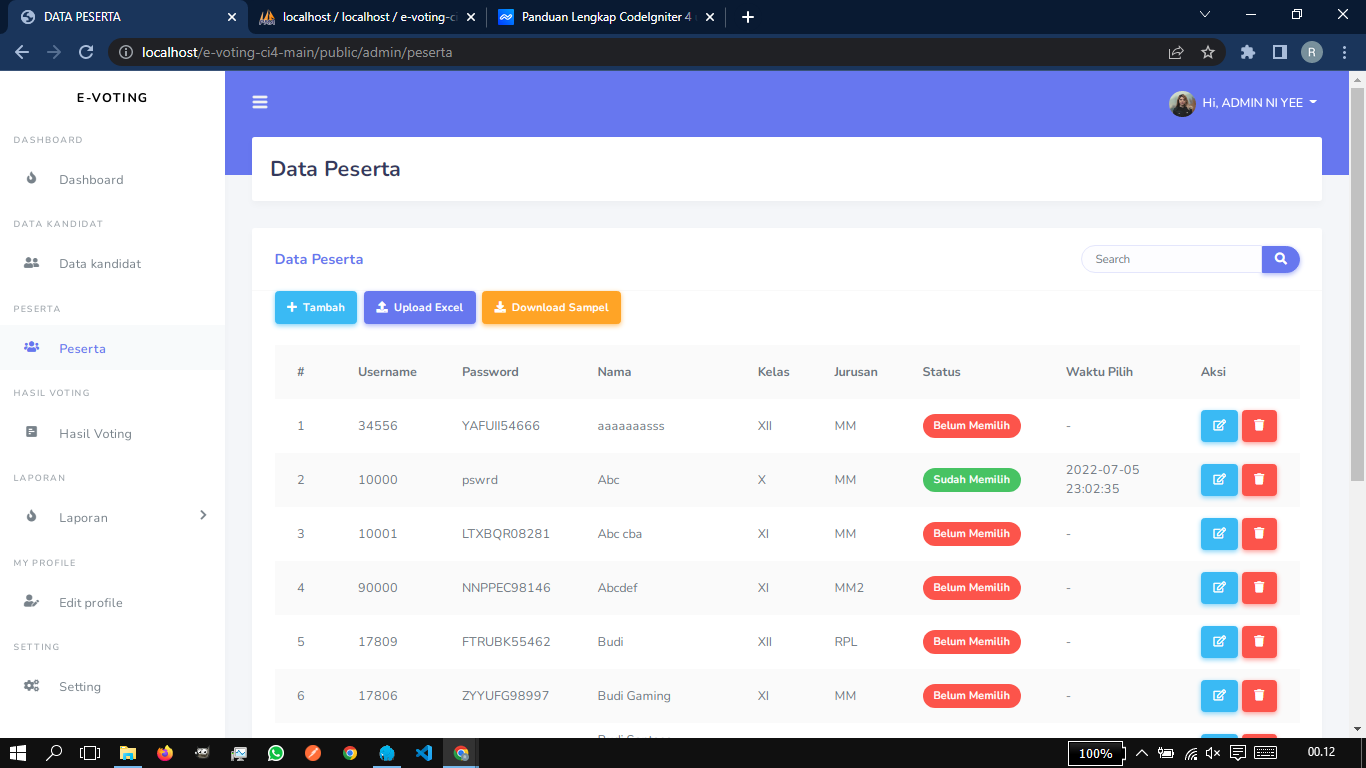 DATA PESERTA
localhost / localhost / e-voting-ci
Panduan Lengkap CodeIgniter 4
localhost/e-voting-ci4-main/public/admin/peserta
R
E-VOTING
Hi, ADMIN NI YEE
DASHBOARD
Dashboard
DATA KANDIDAT
Data kandidat
PESERTA
Peserta
HASIL VOTING
Hasil Voting
LAPORAN
Laporan
MY PROFILE
Edit profile
SETTING
Setting
Data Peserta
Data Peserta
Search
Tambah
Upload Excel
Download Sampel
# Username Password Nama Kelas Jurusan Status Waktu Pilih Aksi
1 34556 YAFUII54666 aaaaaaasss XII MM Belum Memilih -
2 10000 pswrd Abc X MM Sudah Memilih 2022-07-05
23:02:35
3 10001 LTXBQR08281 Abc cba XI MM Belum Memilih -
4 90000 NNPPEC98146 Abcdef XI MM2 Belum Memilih -
5 17809 FTRUBK55462 Budi XII RPL Belum Memilih -
6 17806 ZYYUFG98997 Budi Gaming XI MM Belum Memilih -
100%
00.12